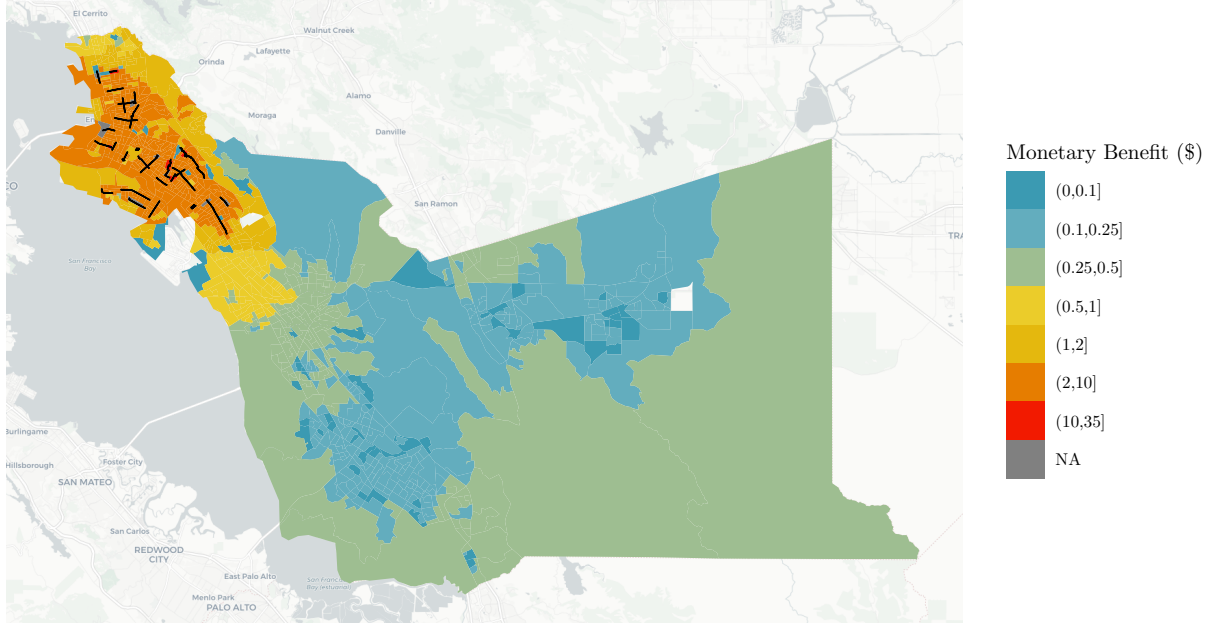 El Cerrito
Walnut Creek
Lafayette
Orinda
Alamo
Moraga
Danville
San Ramon
San Francisco
Bay
Burlingame
Foster City
Hillsborough
SAN MATEO
San Carlos
REDWOOD
CITY
East Palo Alto
Menlo Park
PALO ALTO
Monetary Benefit ($)
(0,0.1]
(0.1,0.25]
(0.25,0.5]
(0.5,1]
(1,2]
(2,10]
(10,35]
NA